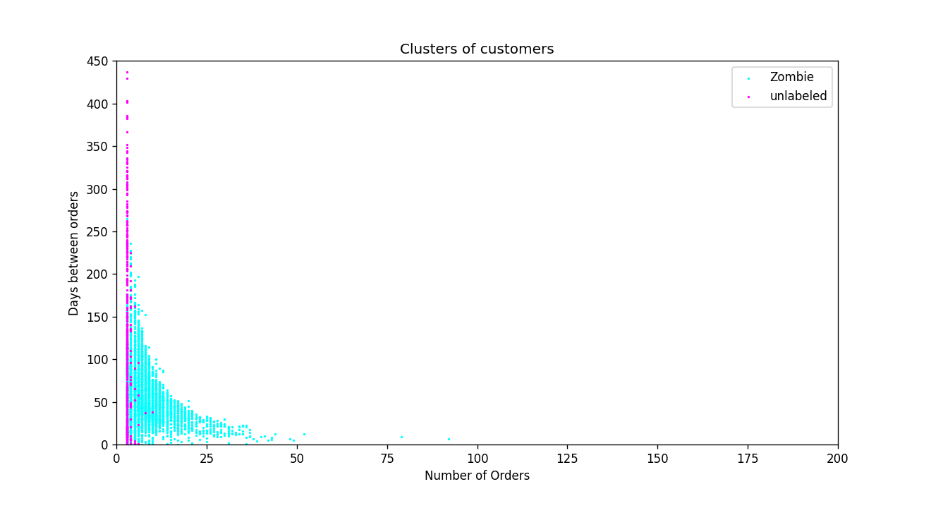 Clusters of customers
450
400
350
300
250
200
150
100
50
0
Days between orders
Zombie
unlabeled
0 25 50 75 100 125 150 175 200
Number of Orders